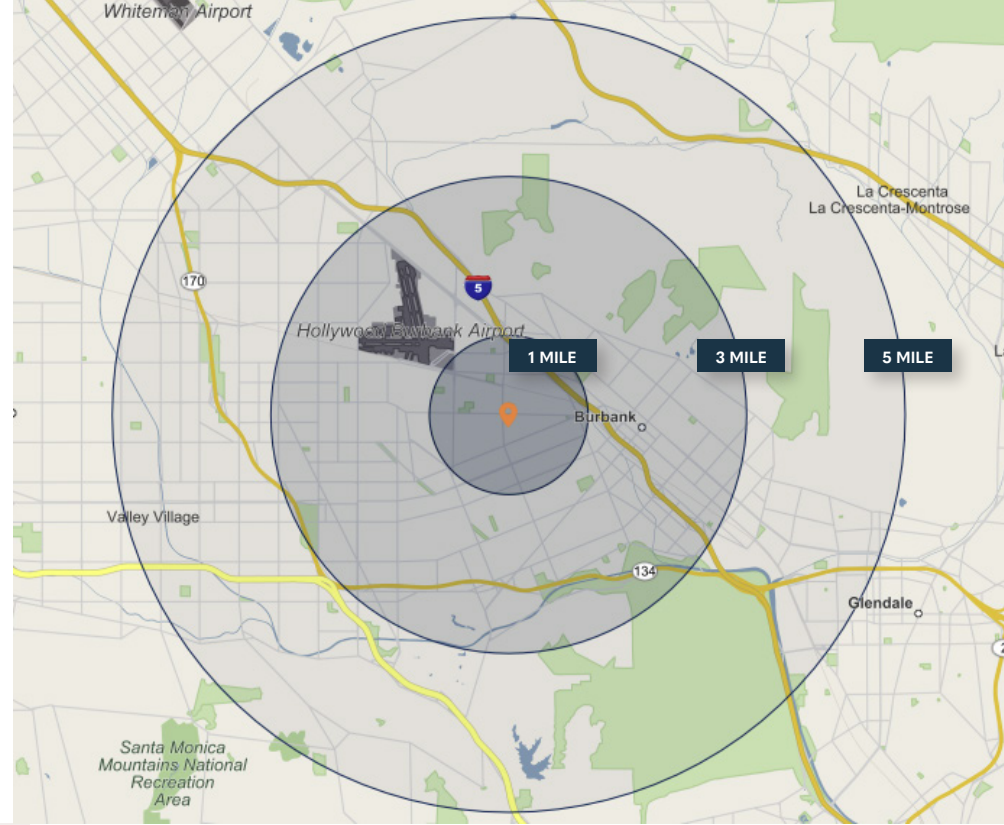 Whiteman Airport
La Crescenta
La Crescenta-Montrose
170
5
Hollywood Burbank Airport
1 MILE
3 MILE
5 MILE
Burbank
Valley Village
134
Glendale
Santa Monica
Mountains National
Recreation
Area